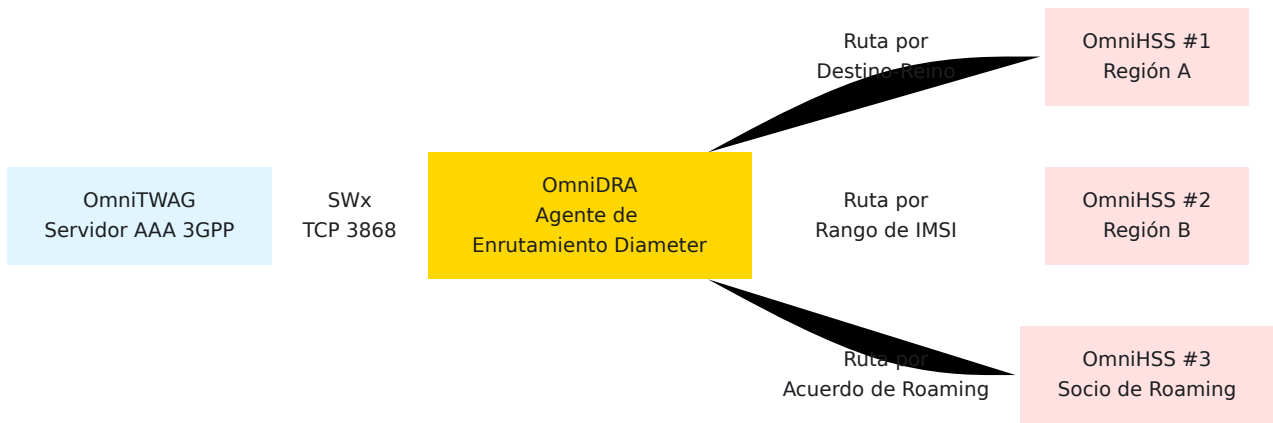 OmniTWAG
Servidor AAA 3GPP
SWx
TCP 3868
OmniDRA
Agente de
Enrutamiento Diameter
Ruta por
Destino-Reino
OmniHSS #1
Región A
Ruta por
Rango de IMSI
OmniHSS #2
Región B
Ruta por
Acuerdo de Roaming
OmniHSS #3
Socio de Roaming